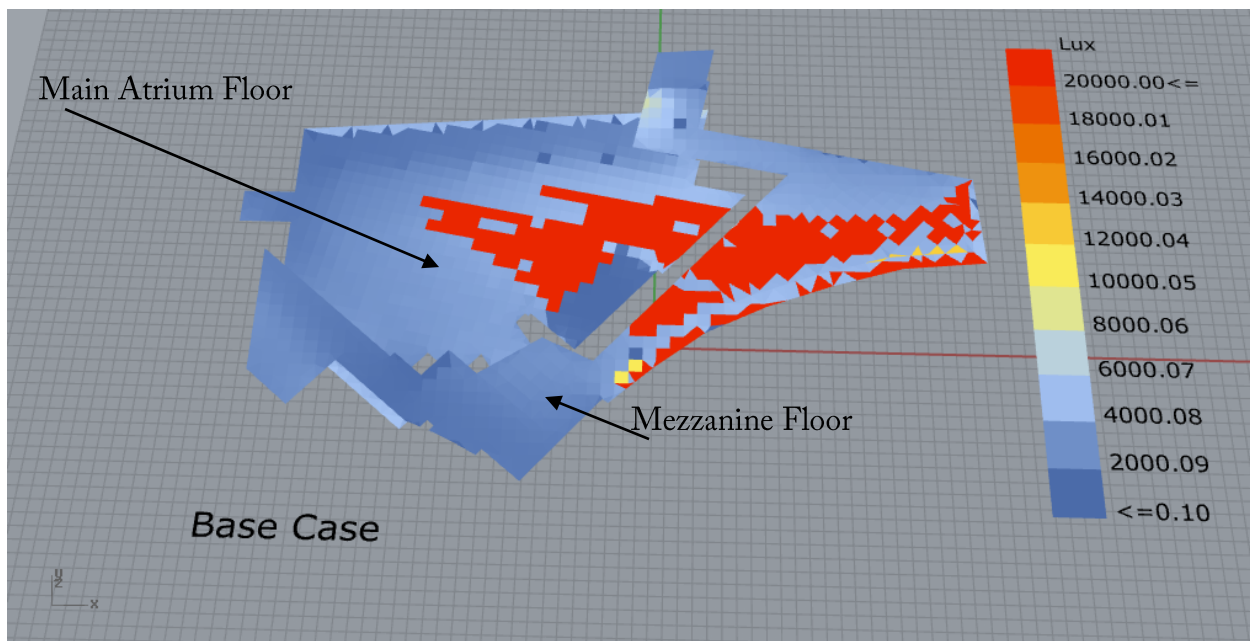 Lux
Main Atrium Floor
20000.00<=
18000.01
16000.02
14000.03
12000.04
10000.05
8000.06
6000.07
4000.08
Mezzanine Floor
2000.09
<=0.10
Base Case
x